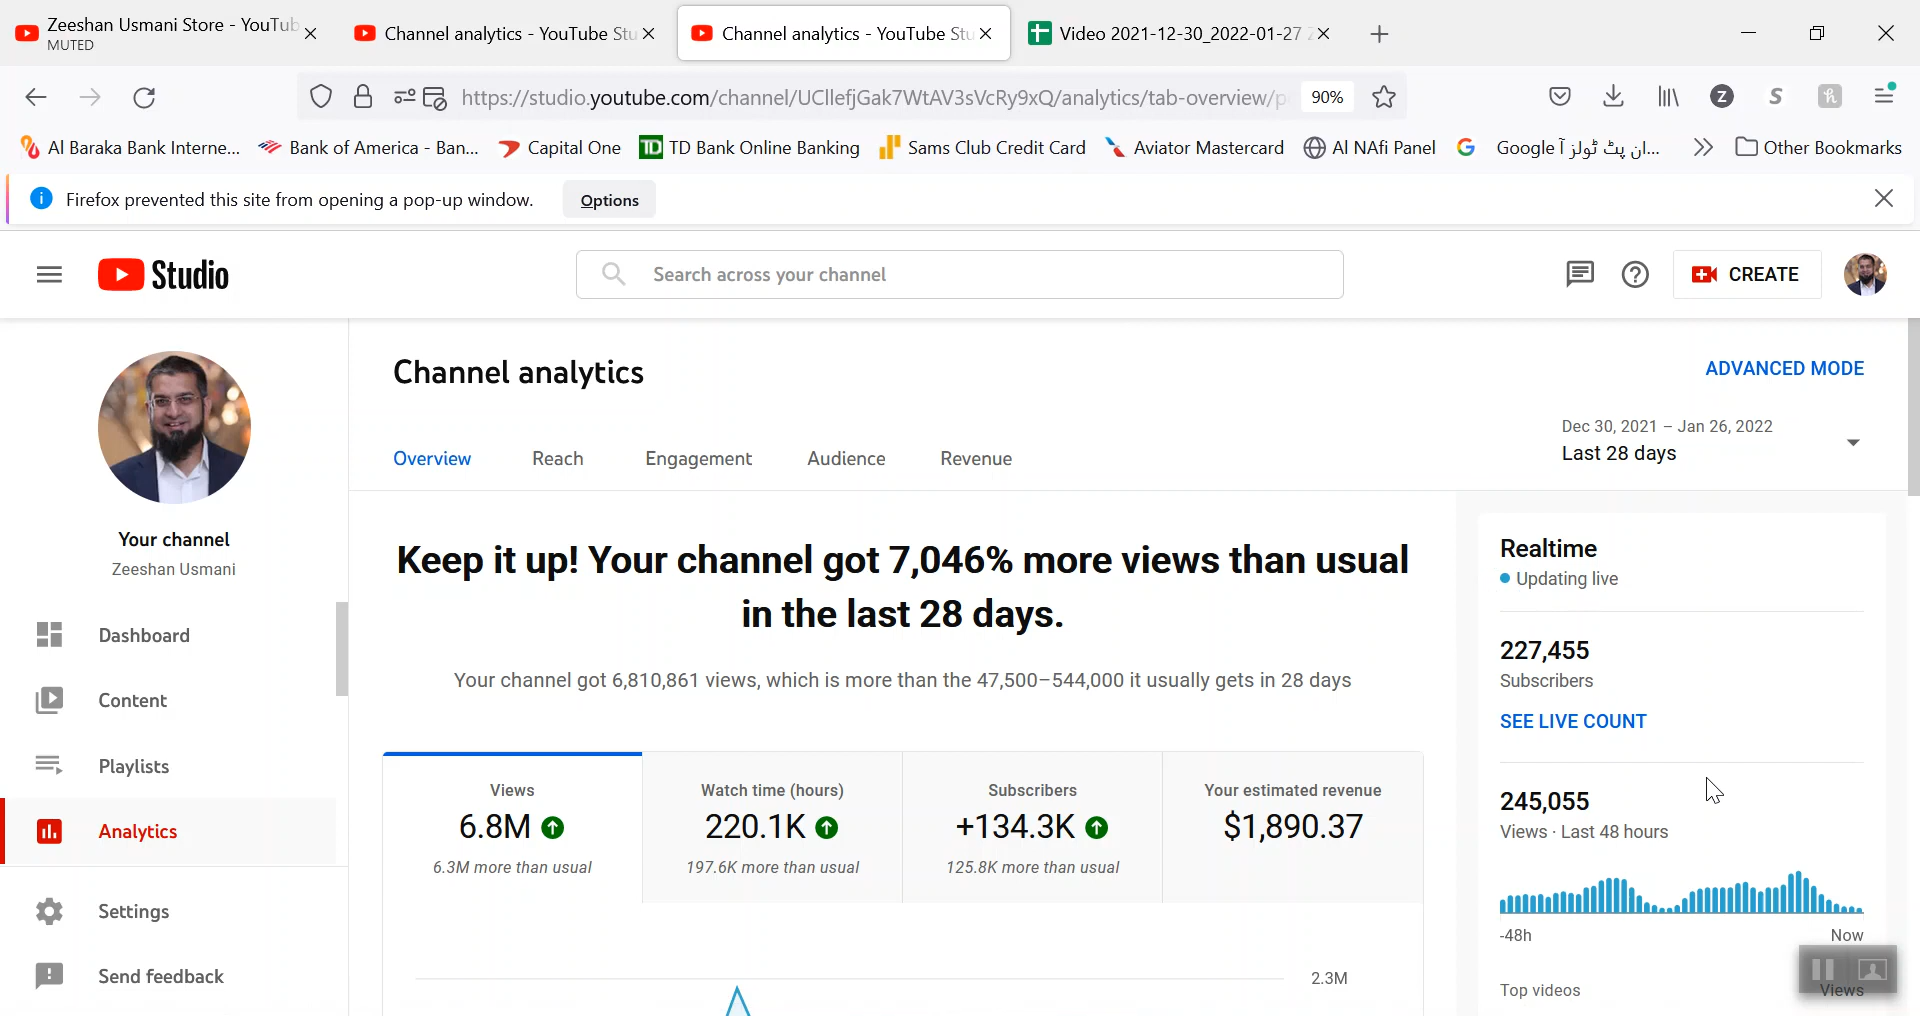 Zeeshan Usmani Store - YouTub
MUTED
Channel analytics - YouTube Stu
Channel analytics - YouTube Stu
Video 2021-12-30_2022-01-27 Z
https://studio.youtube.com/channel/UCllefjGak7WtAV3sVcRy9xQ/analytics/tab-overview/p
90%
Z
S
h
Al Baraka Bank Interne...
Bank of America - Ban...
Capital One
TD Bank Online Banking
Sams Club Credit Card
Aviator Mastercard
Al NAfi Panel
Google ان پٹ ٹولز آ...
Other Bookmarks
Firefox prevented this site from opening a pop-up window.
Options
Studio
Search across your channel
CREATE
Your channel
Zeeshan Usmani
Dashboard
Content
Playlists
Analytics
Settings
Send feedback
Channel analytics
ADVANCED MODE
Overview
Reach
Engagement
Audience
Revenue
Dec 30, 2021 – Jan 26, 2022
Last 28 days
Keep it up! Your channel got 7,046% more views than usual
in the last 28 days.
Your channel got 6,810,861 views, which is more than the 47,500–544,000 it usually gets in 28 days
Views
6.8M
6.3M more than usual
Watch time (hours)
220.1K
197.6K more than usual
Subscribers
+134.3K
125.8K more than usual
Your estimated revenue
$1,890.37
2.3M
Realtime
Updating live
227,455
Subscribers
SEE LIVE COUNT
245,055
Views · Last 48 hours
-48h
Now
Top videos
Views